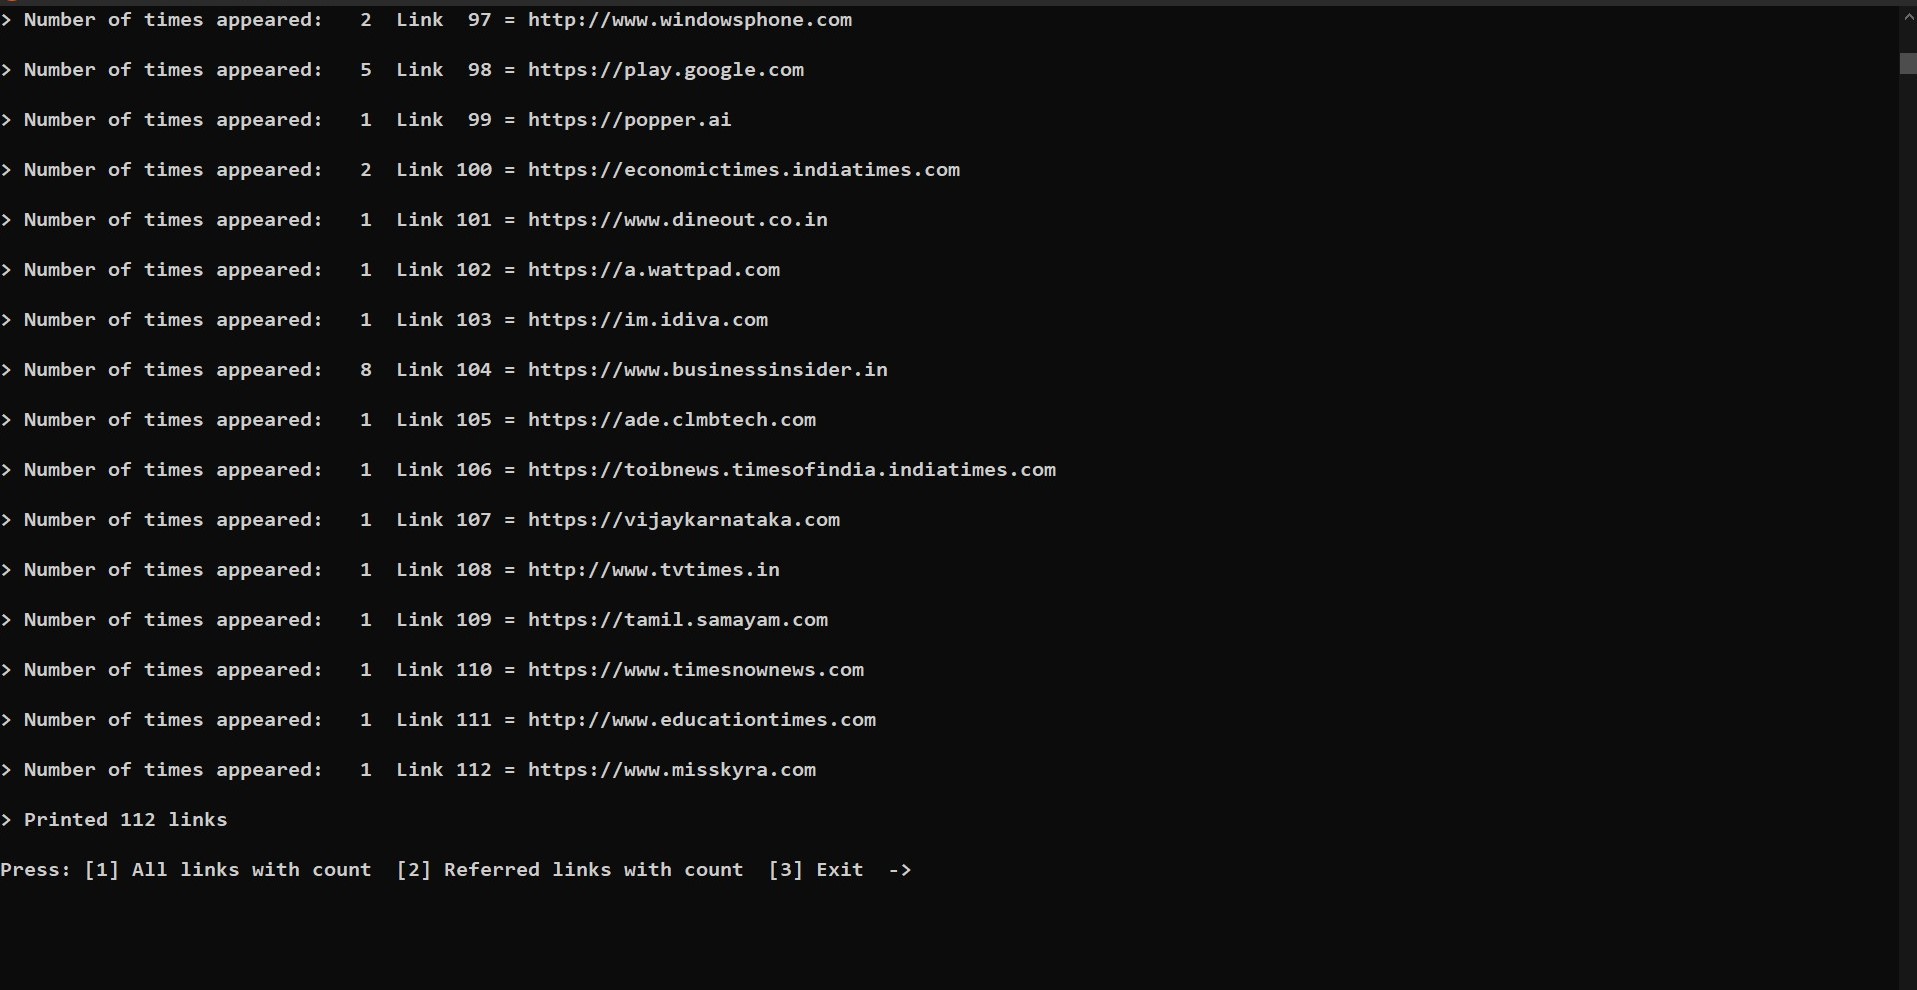 > Number of times appeared:   2  Link  97 = http://www.windowsphone.com
> Number of times appeared:   5  Link  98 = https://play.google.com
> Number of times appeared:   1  Link  99 = https://popper.ai
> Number of times appeared:   2  Link 100 = https://economictimes.indiatimes.com
> Number of times appeared:   1  Link 101 = https://www.dineout.co.in
> Number of times appeared:   1  Link 102 = https://a.wattpad.com
> Number of times appeared:   1  Link 103 = https://im.idiva.com
> Number of times appeared:   8  Link 104 = https://www.businessinsider.in
> Number of times appeared:   1  Link 105 = https://ade.clmbtech.com
> Number of times appeared:   1  Link 106 = https://toibnews.timesofindia.indiatimes.com
> Number of times appeared:   1  Link 107 = https://vijaykarnataka.com
> Number of times appeared:   1  Link 108 = http://www.tvtimes.in
> Number of times appeared:   1  Link 109 = https://tamil.samayam.com
> Number of times appeared:   1  Link 110 = https://www.timesnownews.com
> Number of times appeared:   1  Link 111 = http://www.educationtimes.com
> Number of times appeared:   1  Link 112 = https://www.misskyra.com
> Printed 112 links
Press: [1] All links with count  [2] Referred links with count  [3] Exit  ->